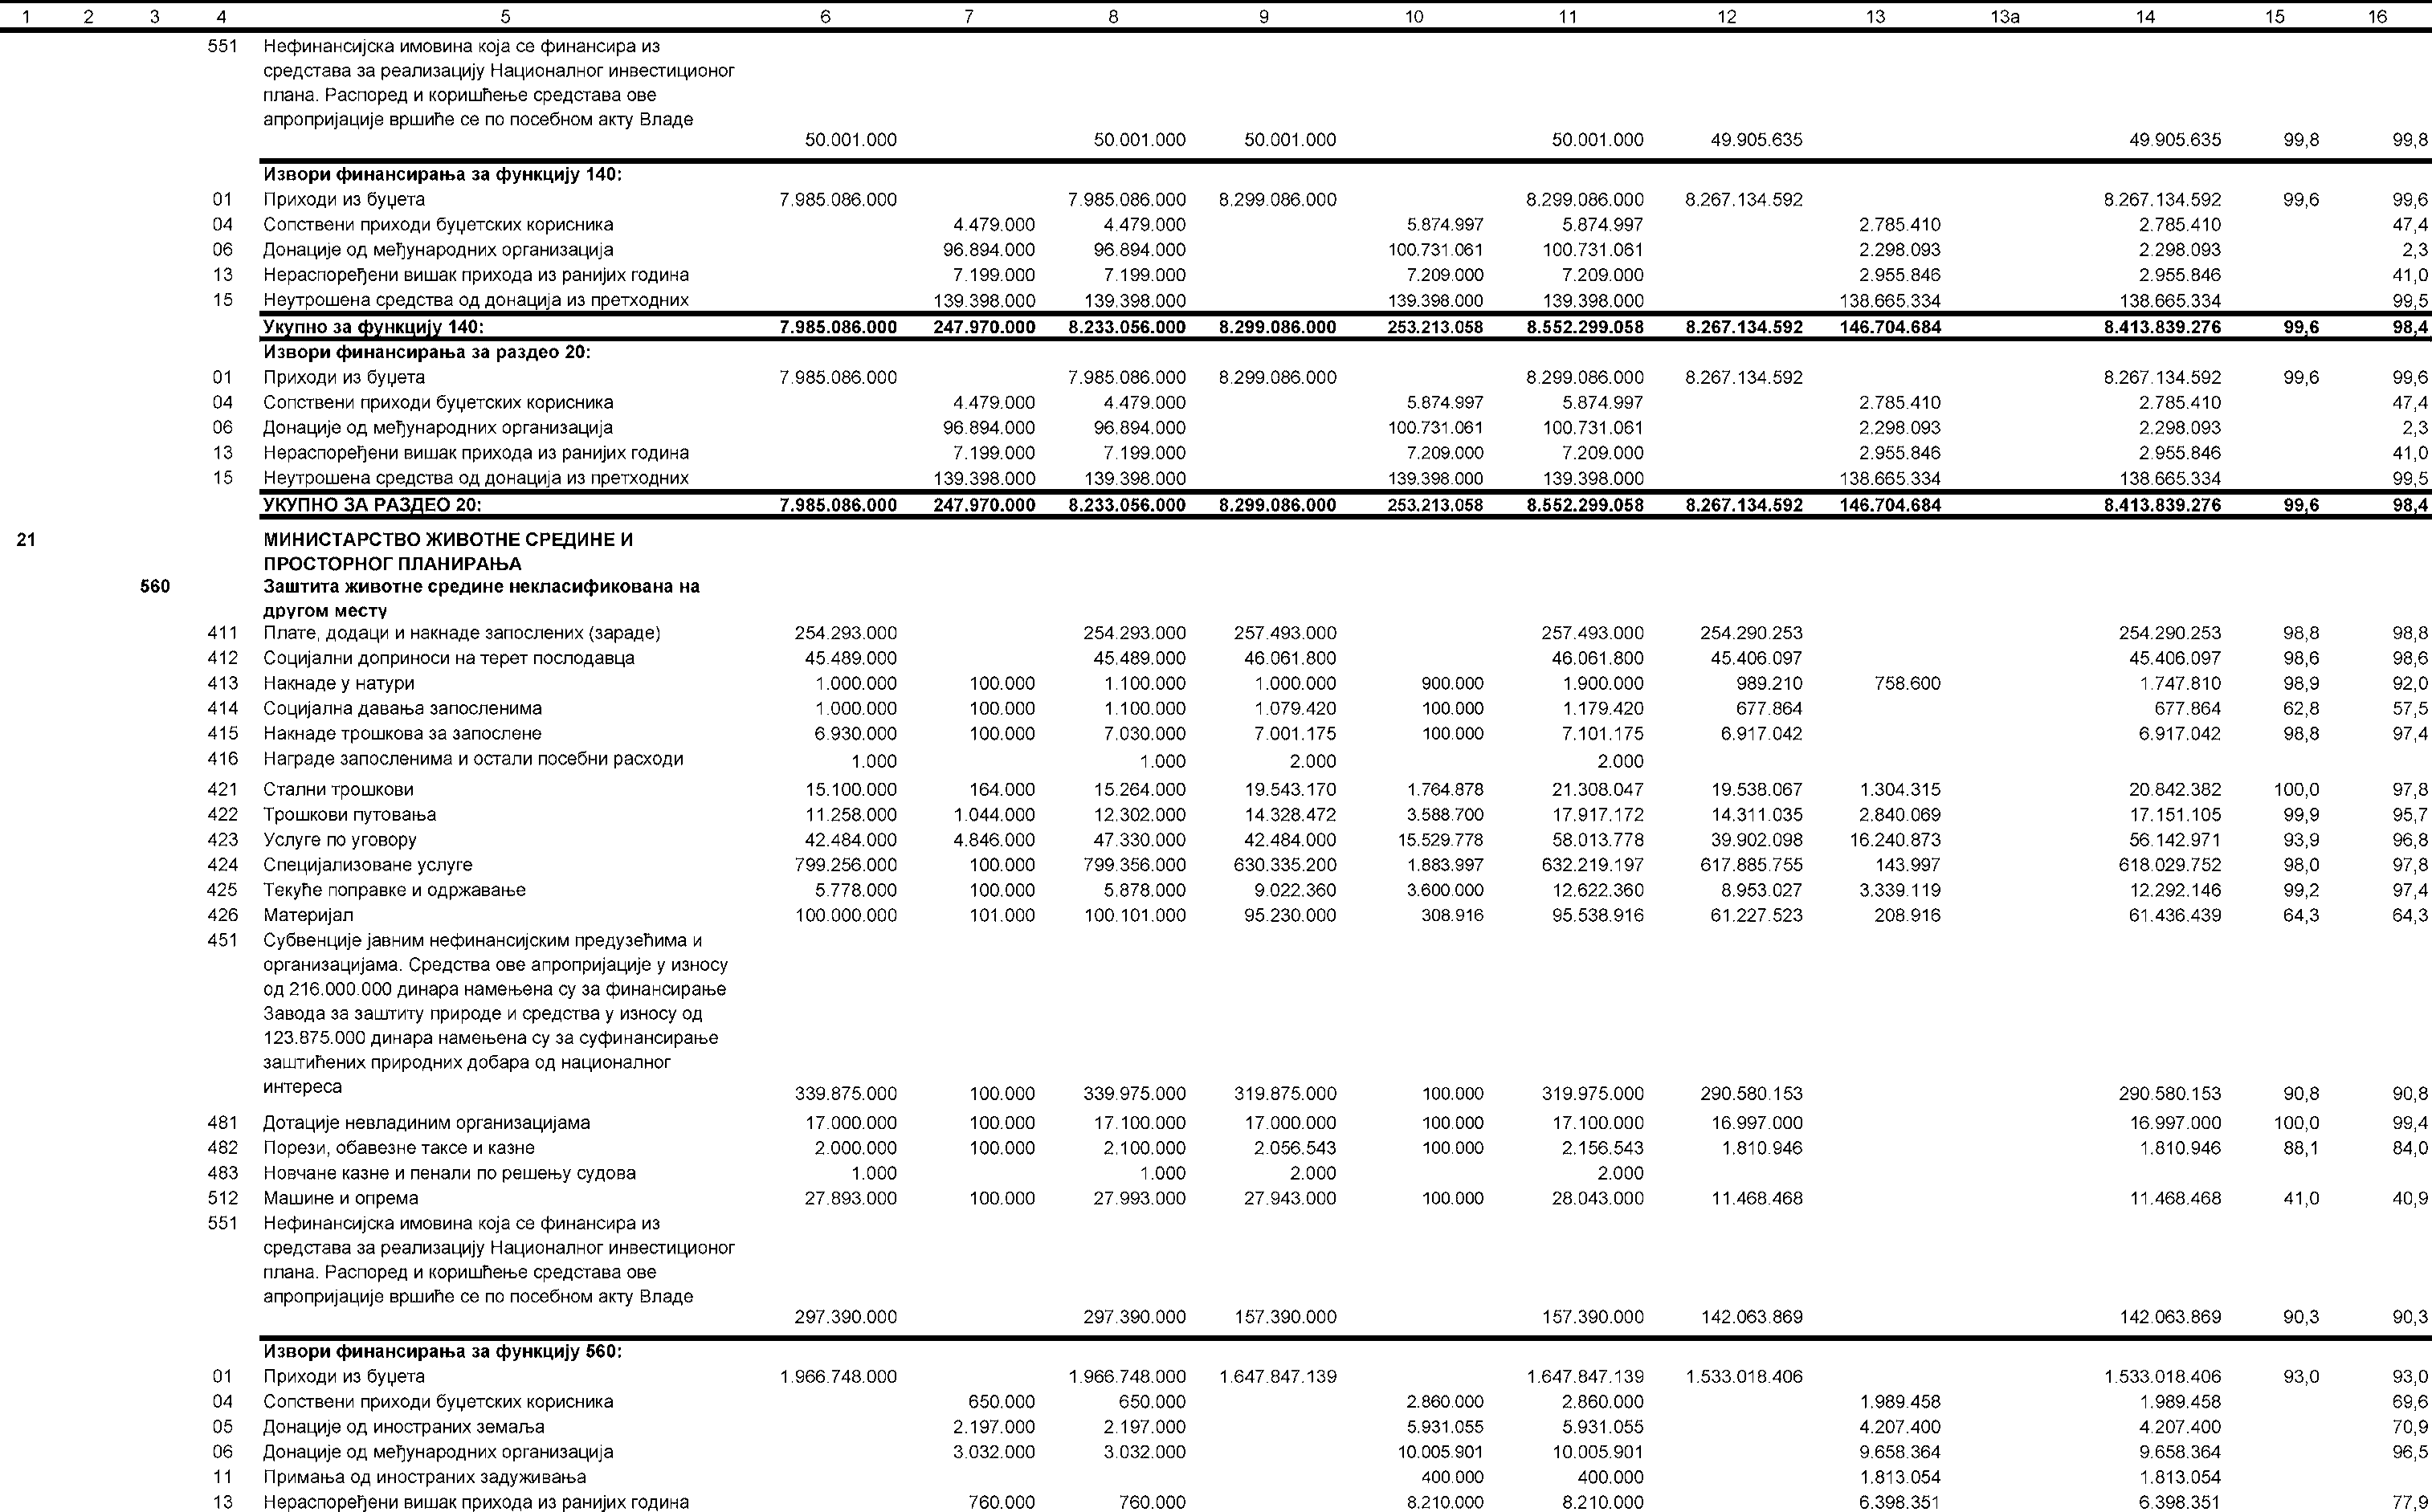 1 2 3 4 5 6 7 8 9 10 11 12 13 13a 14 15 16
551 Нефинансијска имовина која се финансира из
средстава за реализацију Националног инвестиционог
плана. Распоред и коришћење средстава ове
апропријације вршиће се по посебном акту Владе
50.001.000 50.001.000 50.001.000 50.001.000 49.905.635 49.905.635 99,8 99,8
Извори финансирања за функцију 140:
01 Приходи из буџета 7.985.086.000 7.985.086.000 8.299.086.000 8.299.086.000 8.267.134.592 8.267.134.592 99,6 99,6
04 Сопствени приходи буџетских корисника 4.479.000 4.479.000 5.874.997 5.874.997 2.785.410 2.785.410 47,4
06 Донације од међународних организација 96.894.000 96.894.000 100.731.061 100.731.061 2.298.093 2.298.093 2,3
13 Нераспоређени вишак прихода из ранијих година 7.199.000 7.199.000 7.209.000 7.209.000 2.955.846 2.955.846 41,0
15 Неутрошена средства од донација из претходних 139.398.000 139.398.000 139.398.000 139.398.000 138.665.334 138.665.334 99,5
Укупно за функцију 140: 7.985.086.000 247.970.000 8.233.056.000 8.299.086.000 253.213.058 8.552.299.058 8.267.134.592 146.704.684 8.413.839.276 99,6 98,4
Извори финансирања за раздео 20:
01 Приходи из буџета 7.985.086.000 7.985.086.000 8.299.086.000 8.299.086.000 8.267.134.592 8.267.134.592 99,6 99,6
04 Сопствени приходи буџетских корисника 4.479.000 4.479.000 5.874.997 5.874.997 2.785.410 2.785.410 47,4
06 Донације од међународних организација 96.894.000 96.894.000 100.731.061 100.731.061 2.298.093 2.298.093 2,3
13 Нераспоређени вишак прихода из ранијих година 7.199.000 7.199.000 7.209.000 7.209.000 2.955.846 2.955.846 41,0
15 Неутрошена средства од донација из претходних 139.398.000 139.398.000 139.398.000 139.398.000 138.665.334 138.665.334 99,5
УКУПНО ЗА РАЗДЕО 20: 7.985.086.000 247.970.000 8.233.056.000 8.299.086.000 253.213.058 8.552.299.058 8.267.134.592 146.704.684 8.413.839.276 99,6 98,4
21 МИНИСТАРСТВО ЖИВОТНЕ СРЕДИНЕ И
ПРОСТОРНОГ ПЛАНИРАЊА
560 Заштита животне средине некласификована на
другом месту
411 Плате, додаци и накнаде запослених (зараде) 254.293.000 254.293.000 257.493.000 257.493.000 254.290.253 254.290.253 98,8 98,8
412 Социјални доприноси на терет послодавца 45.489.000 45.489.000 46.061.800 46.061.800 45.406.097 45.406.097 98,6 98,6
413 Накнаде у натури 1.000.000 100.000 1.100.000 1.000.000 900.000 1.900.000 989.210 758.600 1.747.810 98,9 92,0
414 Социјална давања запосленима 1.000.000 100.000 1.100.000 1.079.420 100.000 1.179.420 677.864 677.864 62,8 57,5
415 Накнаде трошкова за запослене 6.930.000 100.000 7.030.000 7.001.175 100.000 7.101.175 6.917.042 6.917.042 98,8 97,4
416 Награде запосленима и остали посебни расходи 1.000 1.000 2.000 2.000
421 Стални трошкови 15.100.000 164.000 15.264.000 19.543.170 1.764.878 21.308.047 19.538.067 1.304.315 20.842.382 100,0 97,8
422 Трошкови путовања 11.258.000 1.044.000 12.302.000 14.328.472 3.588.700 17.917.172 14.311.035 2.840.069 17.151.105 99,9 95,7
423 Услуге по уговору 42.484.000 4.846.000 47.330.000 42.484.000 15.529.778 58.013.778 39.902.098 16.240.873 56.142.971 93,9 96,8
424 Специјализоване услуге 799.256.000 100.000 799.356.000 630.335.200 1.883.997 632.219.197 617.885.755 143.997 618.029.752 98,0 97,8
425 Текуће поправке и одржавање 5.778.000 100.000 5.878.000 9.022.360 3.600.000 12.622.360 8.953.027 3.339.119 12.292.146 99,2 97,4
426 Материјал 100.000.000 101.000 100.101.000 95.230.000 308.916 95.538.916 61.227.523 208.916 61.436.439 64,3 64,3
451 Субвенције јавним нефинансијским предузећима и
организацијама. Средства ове апропријације у износу
од 216.000.000 динара намењена су за финансирање
Завода за заштиту природе и средства у износу од
123.875.000 динара намењена су за суфинансирање
заштићених природних добара од националног
интереса 339.875.000 100.000 339.975.000 319.875.000 100.000 319.975.000 290.580.153 290.580.153 90,8 90,8
481 Дотације невладиним организацијама 17.000.000 100.000 17.100.000 17.000.000 100.000 17.100.000 16.997.000 16.997.000 100,0 99,4
482 Порези, обавезне таксе и казне 2.000.000 100.000 2.100.000 2.056.543 100.000 2.156.543 1.810.946 1.810.946 88,1 84,0
483 Новчане казне и пенали по решењу судова 1.000 1.000 2.000 2.000
512 Машине и опрема 27.893.000 100.000 27.993.000 27.943.000 100.000 28.043.000 11.468.468 11.468.468 41,0 40,9
551 Нефинансијска имовина која се финансира из
средстава за реализацију Националног инвестиционог
плана. Распоред и коришћење средстава ове
апропријације вршиће се по посебном акту Владе
297.390.000 297.390.000 157.390.000 157.390.000 142.063.869 142.063.869 90,3 90,3
Извори финансирања за функцију 560:
01 Приходи из буџета 1.966.748.000 1.966.748.000 1.647.847.139 1.647.847.139 1.533.018.406 1.533.018.406 93,0 93,0
04 Сопствени приходи буџетских корисника 650.000 650.000 2.860.000 2.860.000 1.989.458 1.989.458 69,6
05 Донације од иностраних земаља 2.197.000 2.197.000 5.931.055 5.931.055 4.207.400 4.207.400 70,9
06 Донације од међународних организација 3.032.000 3.032.000 10.005.901 10.005.901 9.658.364 9.658.364 96,5
11 Примања од иностраних задуживања 400.000 400.000 1.813.054 1.813.054
13 Нераспоређени вишак прихода из ранијих година 760.000 760.000 8.210.000 8.210.000 6.398.351 6.398.351 77,9